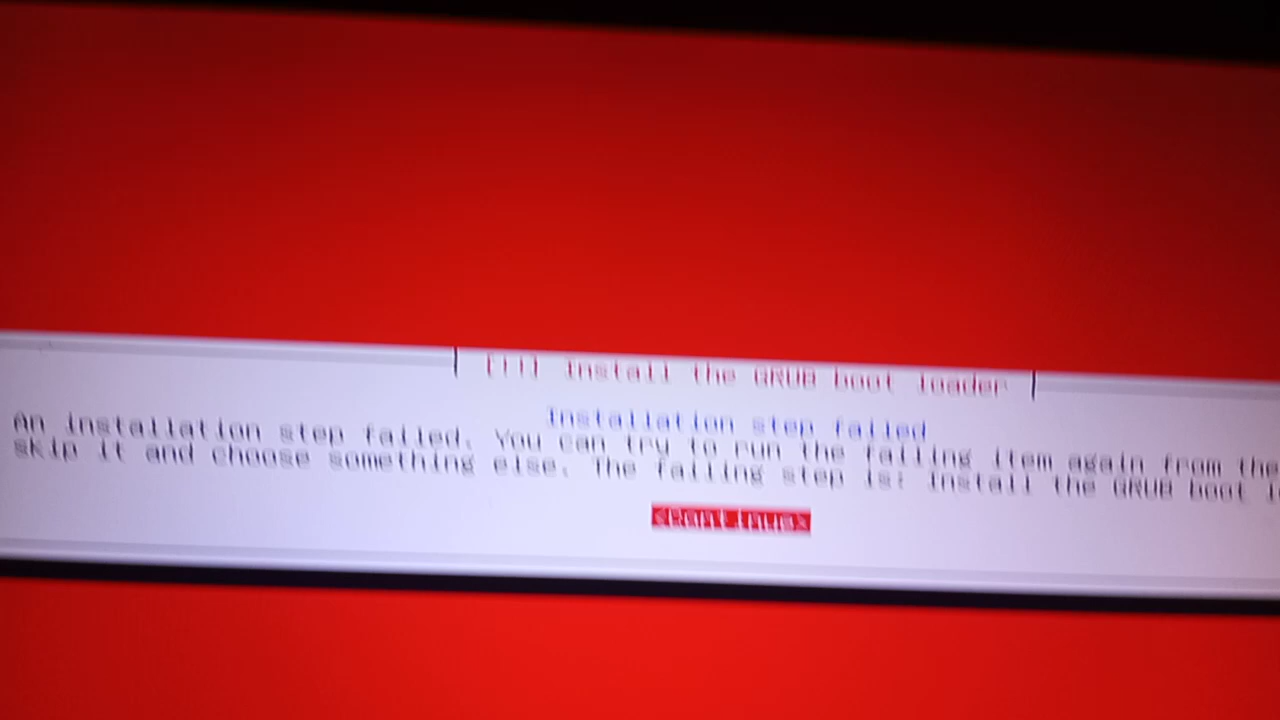 [!!] Install the GRUB boot loader
Installation step failed
An installation step failed. You can try to run the failing item again from the
skip it and choose something else. The failing step is: Install the GRUB boot
<Continue>